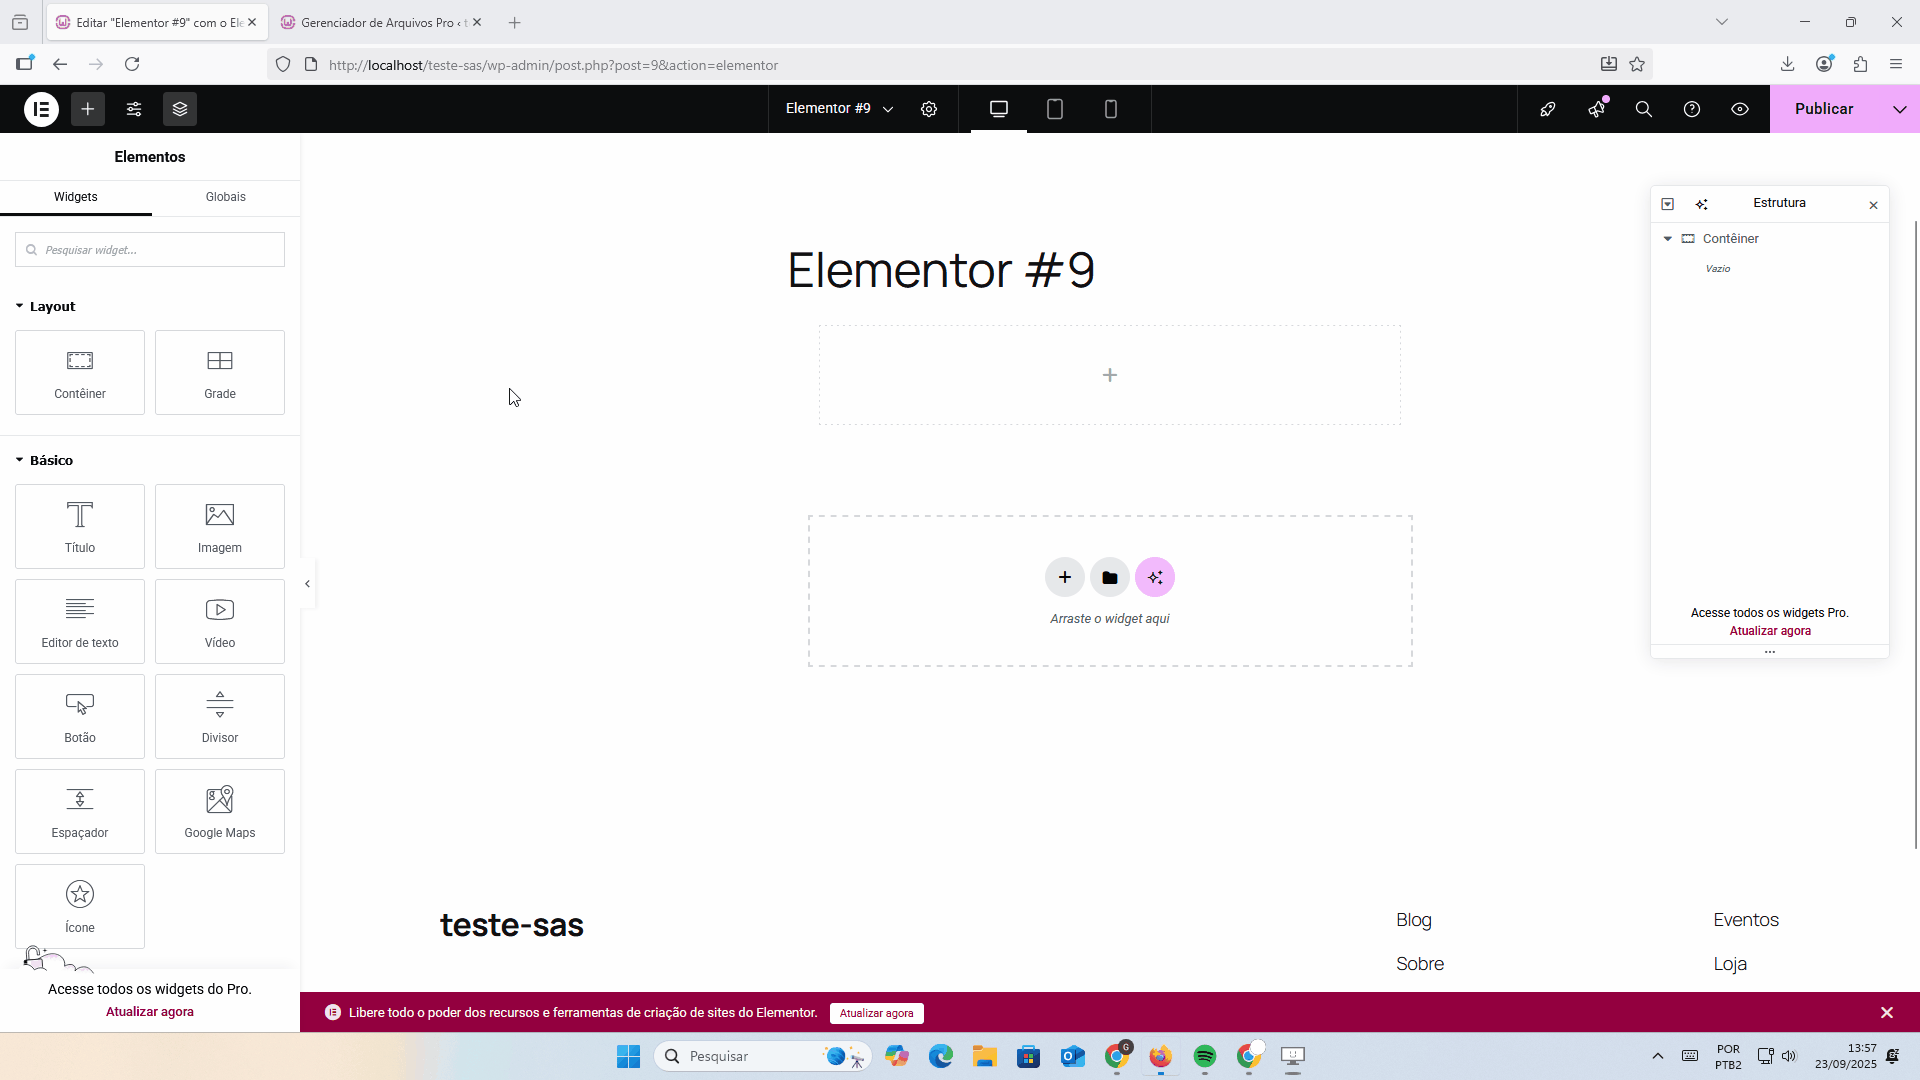 Editar "Elementor #9" com o Ele
Gerenciador de Arquivos Pro ‹ t
http://localhost/teste-sas/wp-admin/post.php?post=9&action=elementor
Elementor #9
Publicar
Elementos
Widgets
Globais
Pesquisar widget...
Layout
Contêiner
Grade
Básico
Título
Imagem
Editor de texto
Vídeo
Botão
Divisor
Espaçador
Google Maps
Ícone
Acesse todos os widgets do Pro.
Atualizar agora
Elementor #9
Arraste o widget aqui
Estrutura
Contêiner
Vazio
Acesse todos os widgets Pro.
Atualizar agora
teste-sas
Blog
Eventos
Sobre
Loja
Libere todo o poder dos recursos e ferramentas de criação de sites do Elementor.
Atualizar agora
Pesquisar
G
POR
PTB2
13:57
23/09/2025